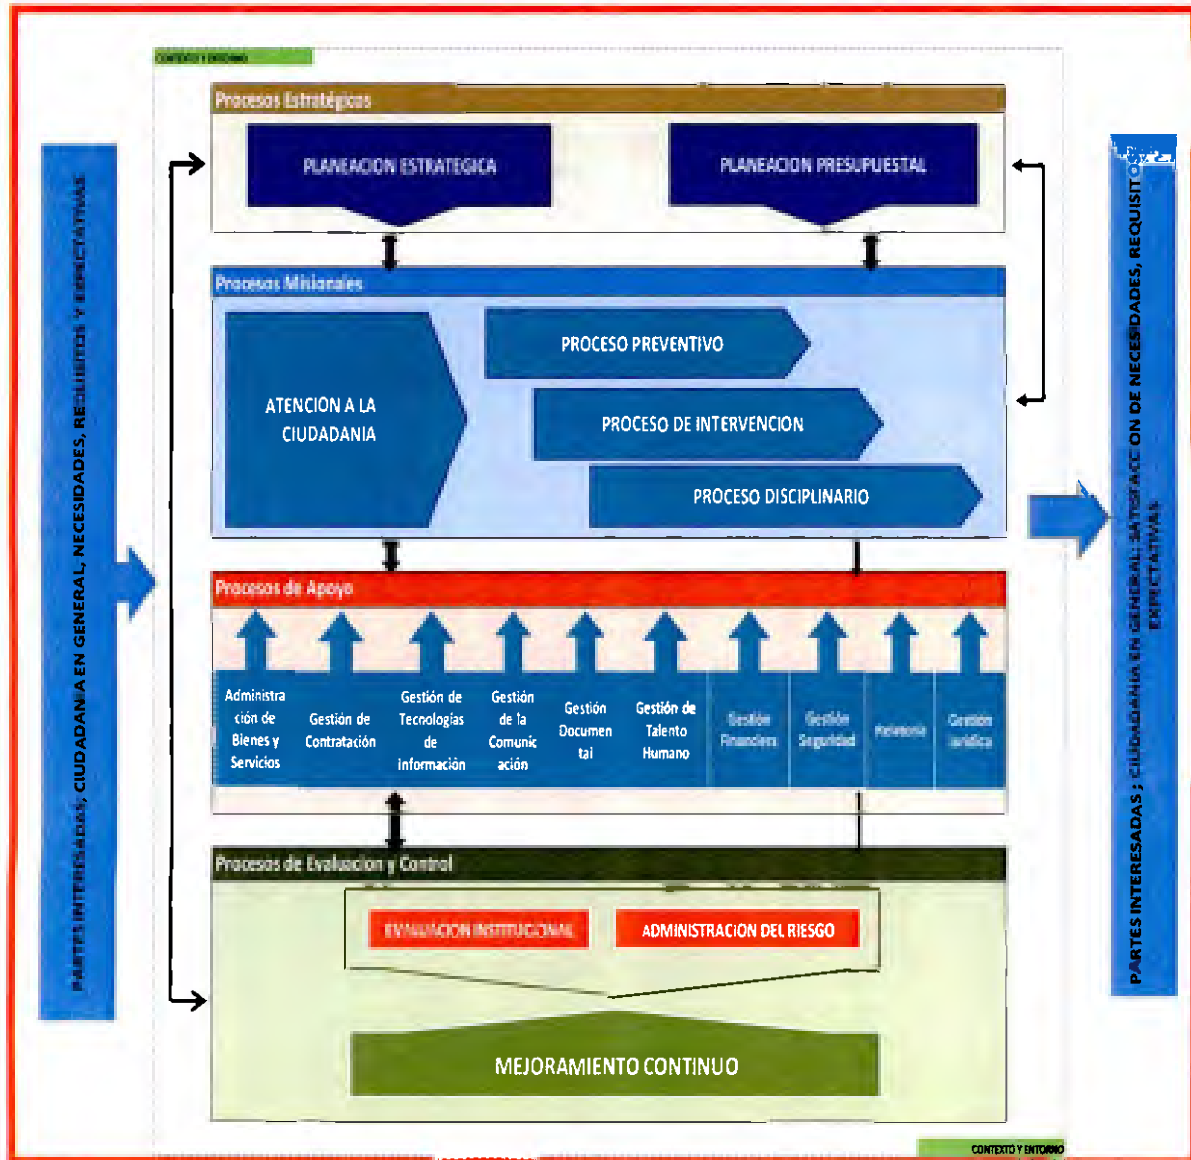 CONTEXTO Y ENTORNO
Procesos Estratégicos
PLANEACION ESTRATEGICA
PLANEACION PRESUPUESTAL
PARTES INTERESADAS, CIUDADANIA EN GENERAL, NECESIDADES, REQUISITOS Y EXPECTATIVAS
Procesos Misionales
ATENCION A LA
CIUDADANIA
PROCESO PREVENTIVO
PROCESO DE INTERVENCION
PROCESO DISCIPLINARIO
PARTES INTERESADAS ; CIUDADANIA EN GENERAL; SATISFACCION DE NECESIDADES, REQUISITO
EXPECTATIVAS
Procesos de Apoyo
Administra
ción de
Bienes y
Servicios
Gestión de
Contratación
Gestión de
Tecnologías
de
información
Gestión
de la
Comunic
ación
Gestión
Documen
tal
Gestión de
Talento
Humano
Gestión
Financiera
Gestión
Seguridad
Relatoría
Gestión
Jurídica
Procesos de Evaluacion y Control
EVALUACION INSTITUCIONAL
ADMINISTRACION DEL RIESGO
MEJORAMIENTO CONTINUO
CONTEXTO Y ENTORNO